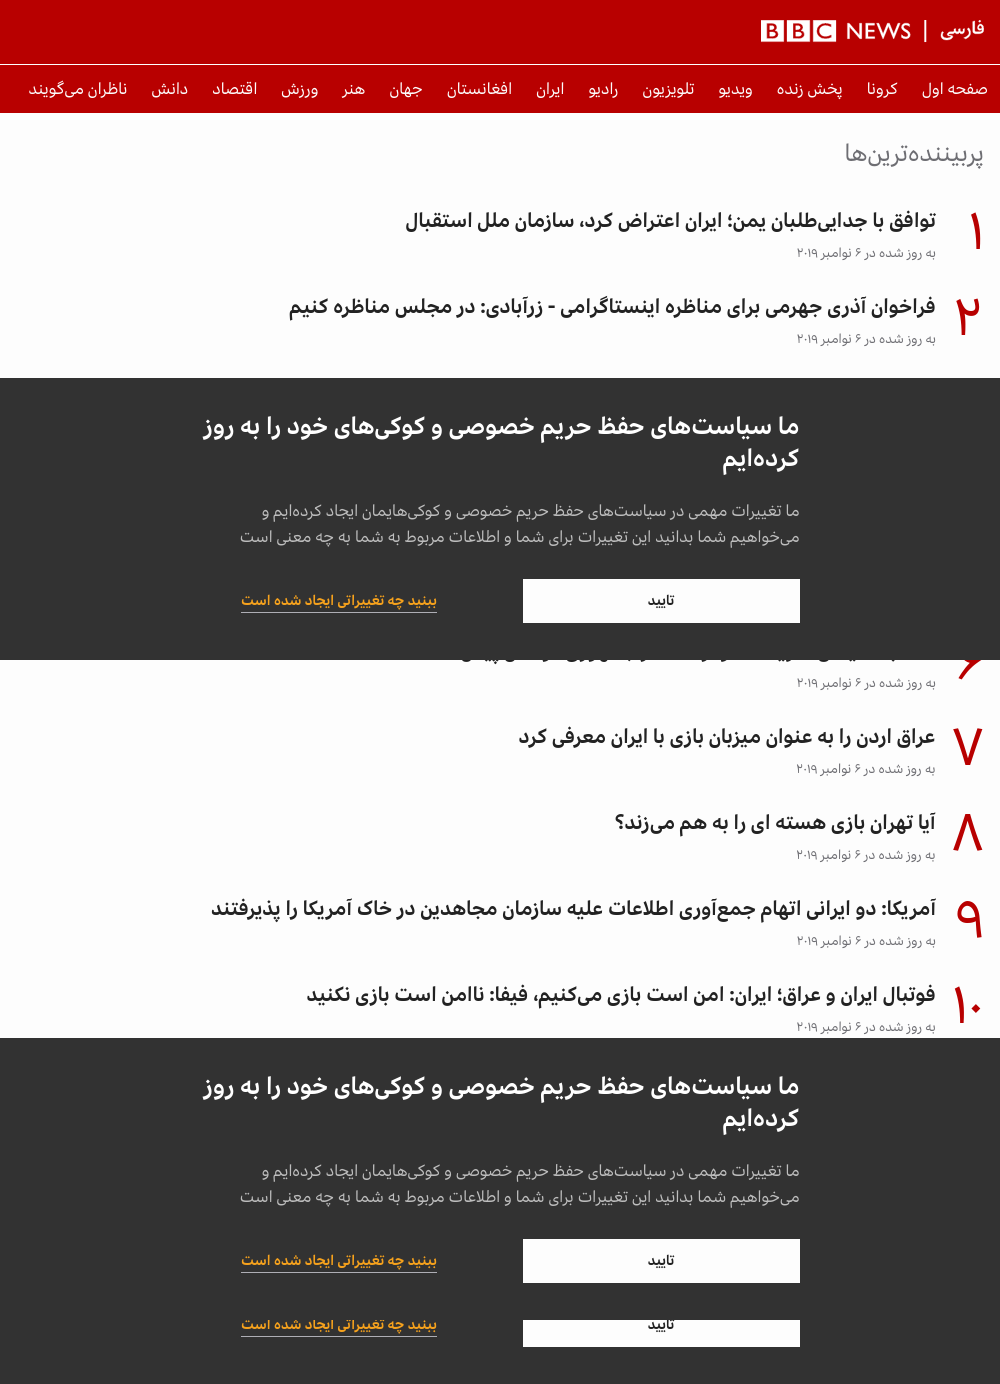 BBC NEWS | فارسی
صفحه اول کرونا پخش زنده ویدیو تلویزیون رادیو ایران افغانستان جهان هنر ورزش اقتصاد دانش ناظران می‌گویند
پربیننده‌ترین‌ها
۱
توافق با جدایی‌طلبان یمن؛ ایران اعتراض کرد، سازمان ملل استقبال
به روز شده در ۶ نوامبر ۲۰۱۹
۲
فراخوان آذری جهرمی برای مناظره اینستاگرامی - زرآبادی: در مجلس مناظره کنیم
به روز شده در ۶ نوامبر ۲۰۱۹
ما سیاست‌های حفظ حریم خصوصی و کوکی‌های خود را به روز
کرده‌ایم
ما تغییرات مهمی در سیاست‌های حفظ حریم خصوصی و کوکی‌هایمان ایجاد کرده‌ایم و
می‌خواهیم شما بدانید این تغییرات برای شما و اطلاعات مربوط به شما به چه معنی است
تایید
ببنید چه تغییراتی ایجاد شده است
۶
به روز شده در ۶ نوامبر ۲۰۱۹
۷
عراق اردن را به عنوان میزبان بازی با ایران معرفی کرد
به روز شده در ۶ نوامبر ۲۰۱۹
۸
آیا تهران بازی هسته ای را به هم می‌زند؟
به روز شده در ۶ نوامبر ۲۰۱۹
۹
آمریکا: دو ایرانی اتهام جمع‌آوری اطلاعات علیه سازمان مجاهدین در خاک آمریکا را پذیرفتند
به روز شده در ۶ نوامبر ۲۰۱۹
۱۰
فوتبال ایران و عراق؛ ایران: امن است بازی می‌کنیم، فیفا: ناامن است بازی نکنید
به روز شده در ۶ نوامبر ۲۰۱۹
ما سیاست‌های حفظ حریم خصوصی و کوکی‌های خود را به روز
کرده‌ایم
ما تغییرات مهمی در سیاست‌های حفظ حریم خصوصی و کوکی‌هایمان ایجاد کرده‌ایم و
می‌خواهیم شما بدانید این تغییرات برای شما و اطلاعات مربوط به شما به چه معنی است
تایید
ببنید چه تغییراتی ایجاد شده است
تایید
ببنید چه تغییراتی ایجاد شده است